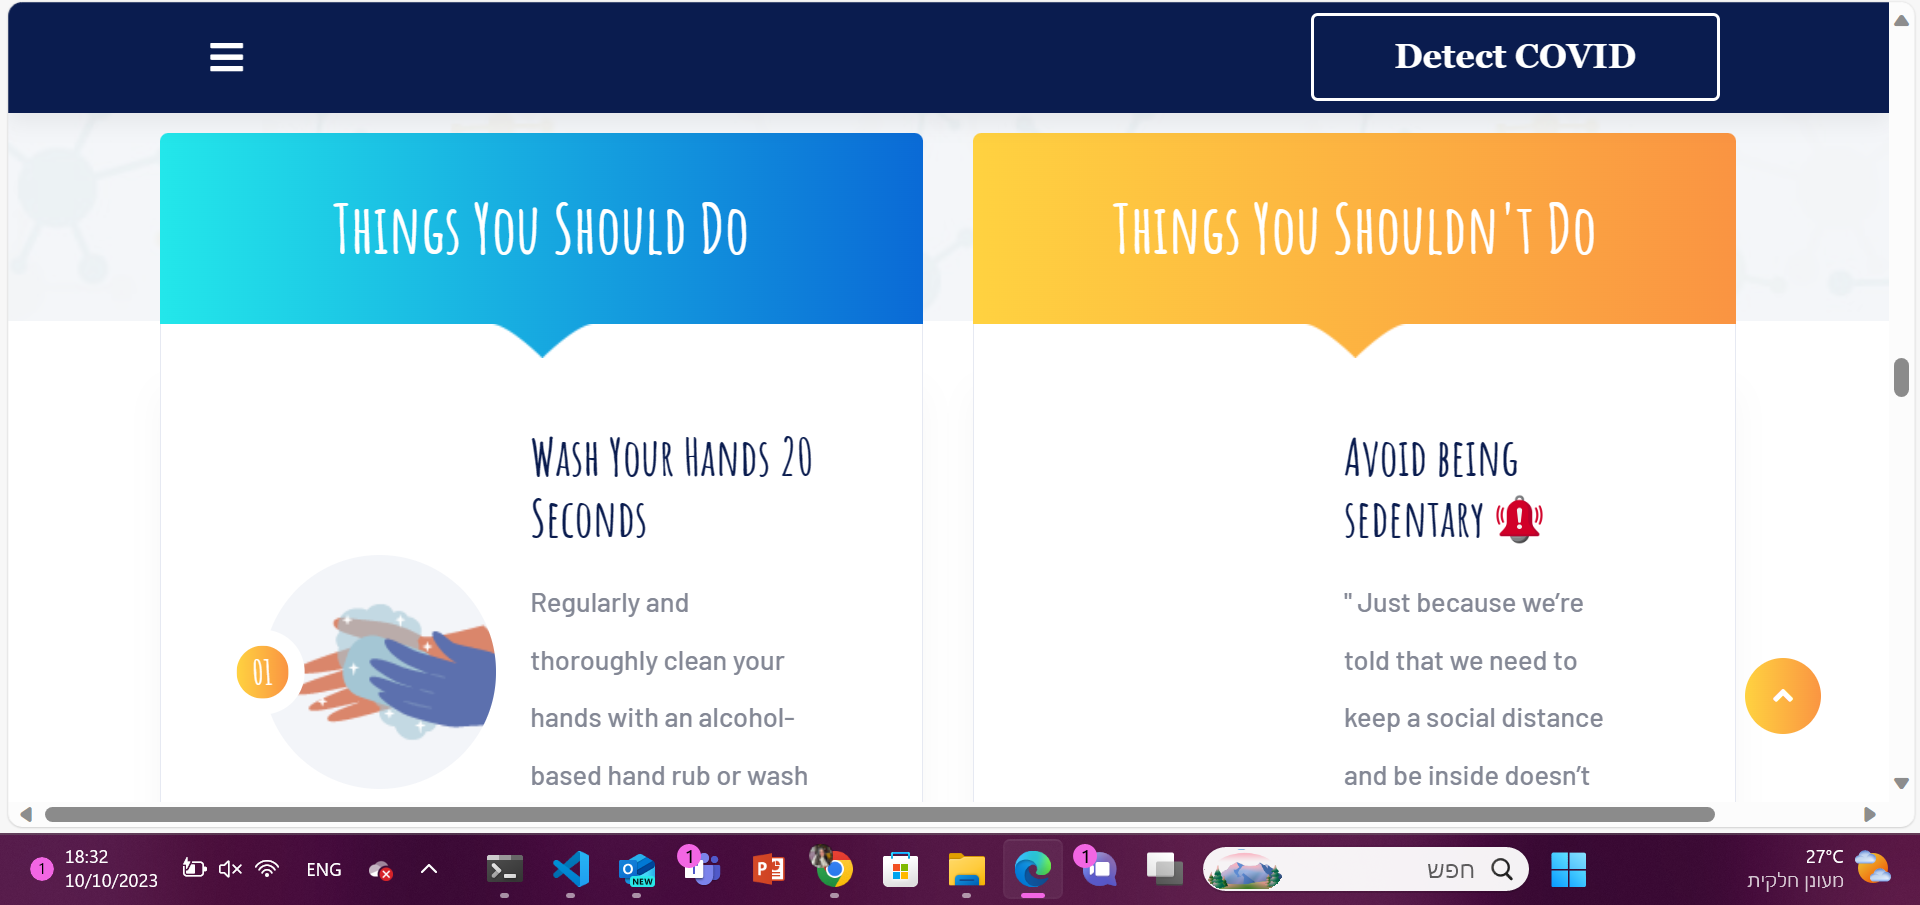 Detect COVID
Things You Should Do
Wash Your Hands 20
Seconds
01
Regularly and
thoroughly clean your
hands with an alcohol-
based hand rub or wash
Things You Shouldn't Do
Avoid being
sedentary
" Just because we’re
told that we need to
keep a social distance
and be inside doesn’t
1
18:32
10/10/2023
ENG
NEW
1
1
חפש
27°C
מעונן חלקית